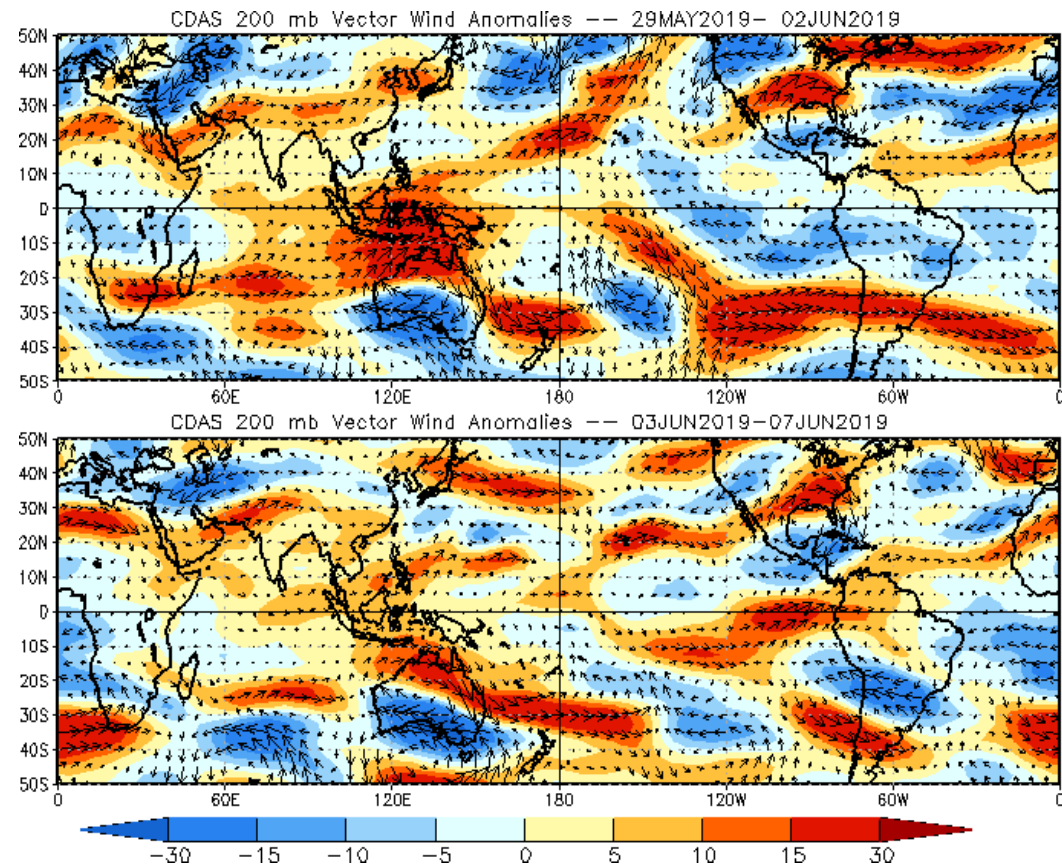 CDAS 200 mb Vector Wind Anomalies -- 29MAY2019- 02JUN2019
50N
40N
30N
20N
10N
0
10S
20S
30S
40S
50S
0 60E 120E 180 120W 60W 0
CDAS 200 mb Vector Wind Anomalies -- 03JUN2019-07JUN2019
50N
40N
30N
20N
10N
0
10S
20S
30S
40S
50S
0 60E 120E 180 120W 60W 0
-30 -15 -10 -5 0 5 10 15 30